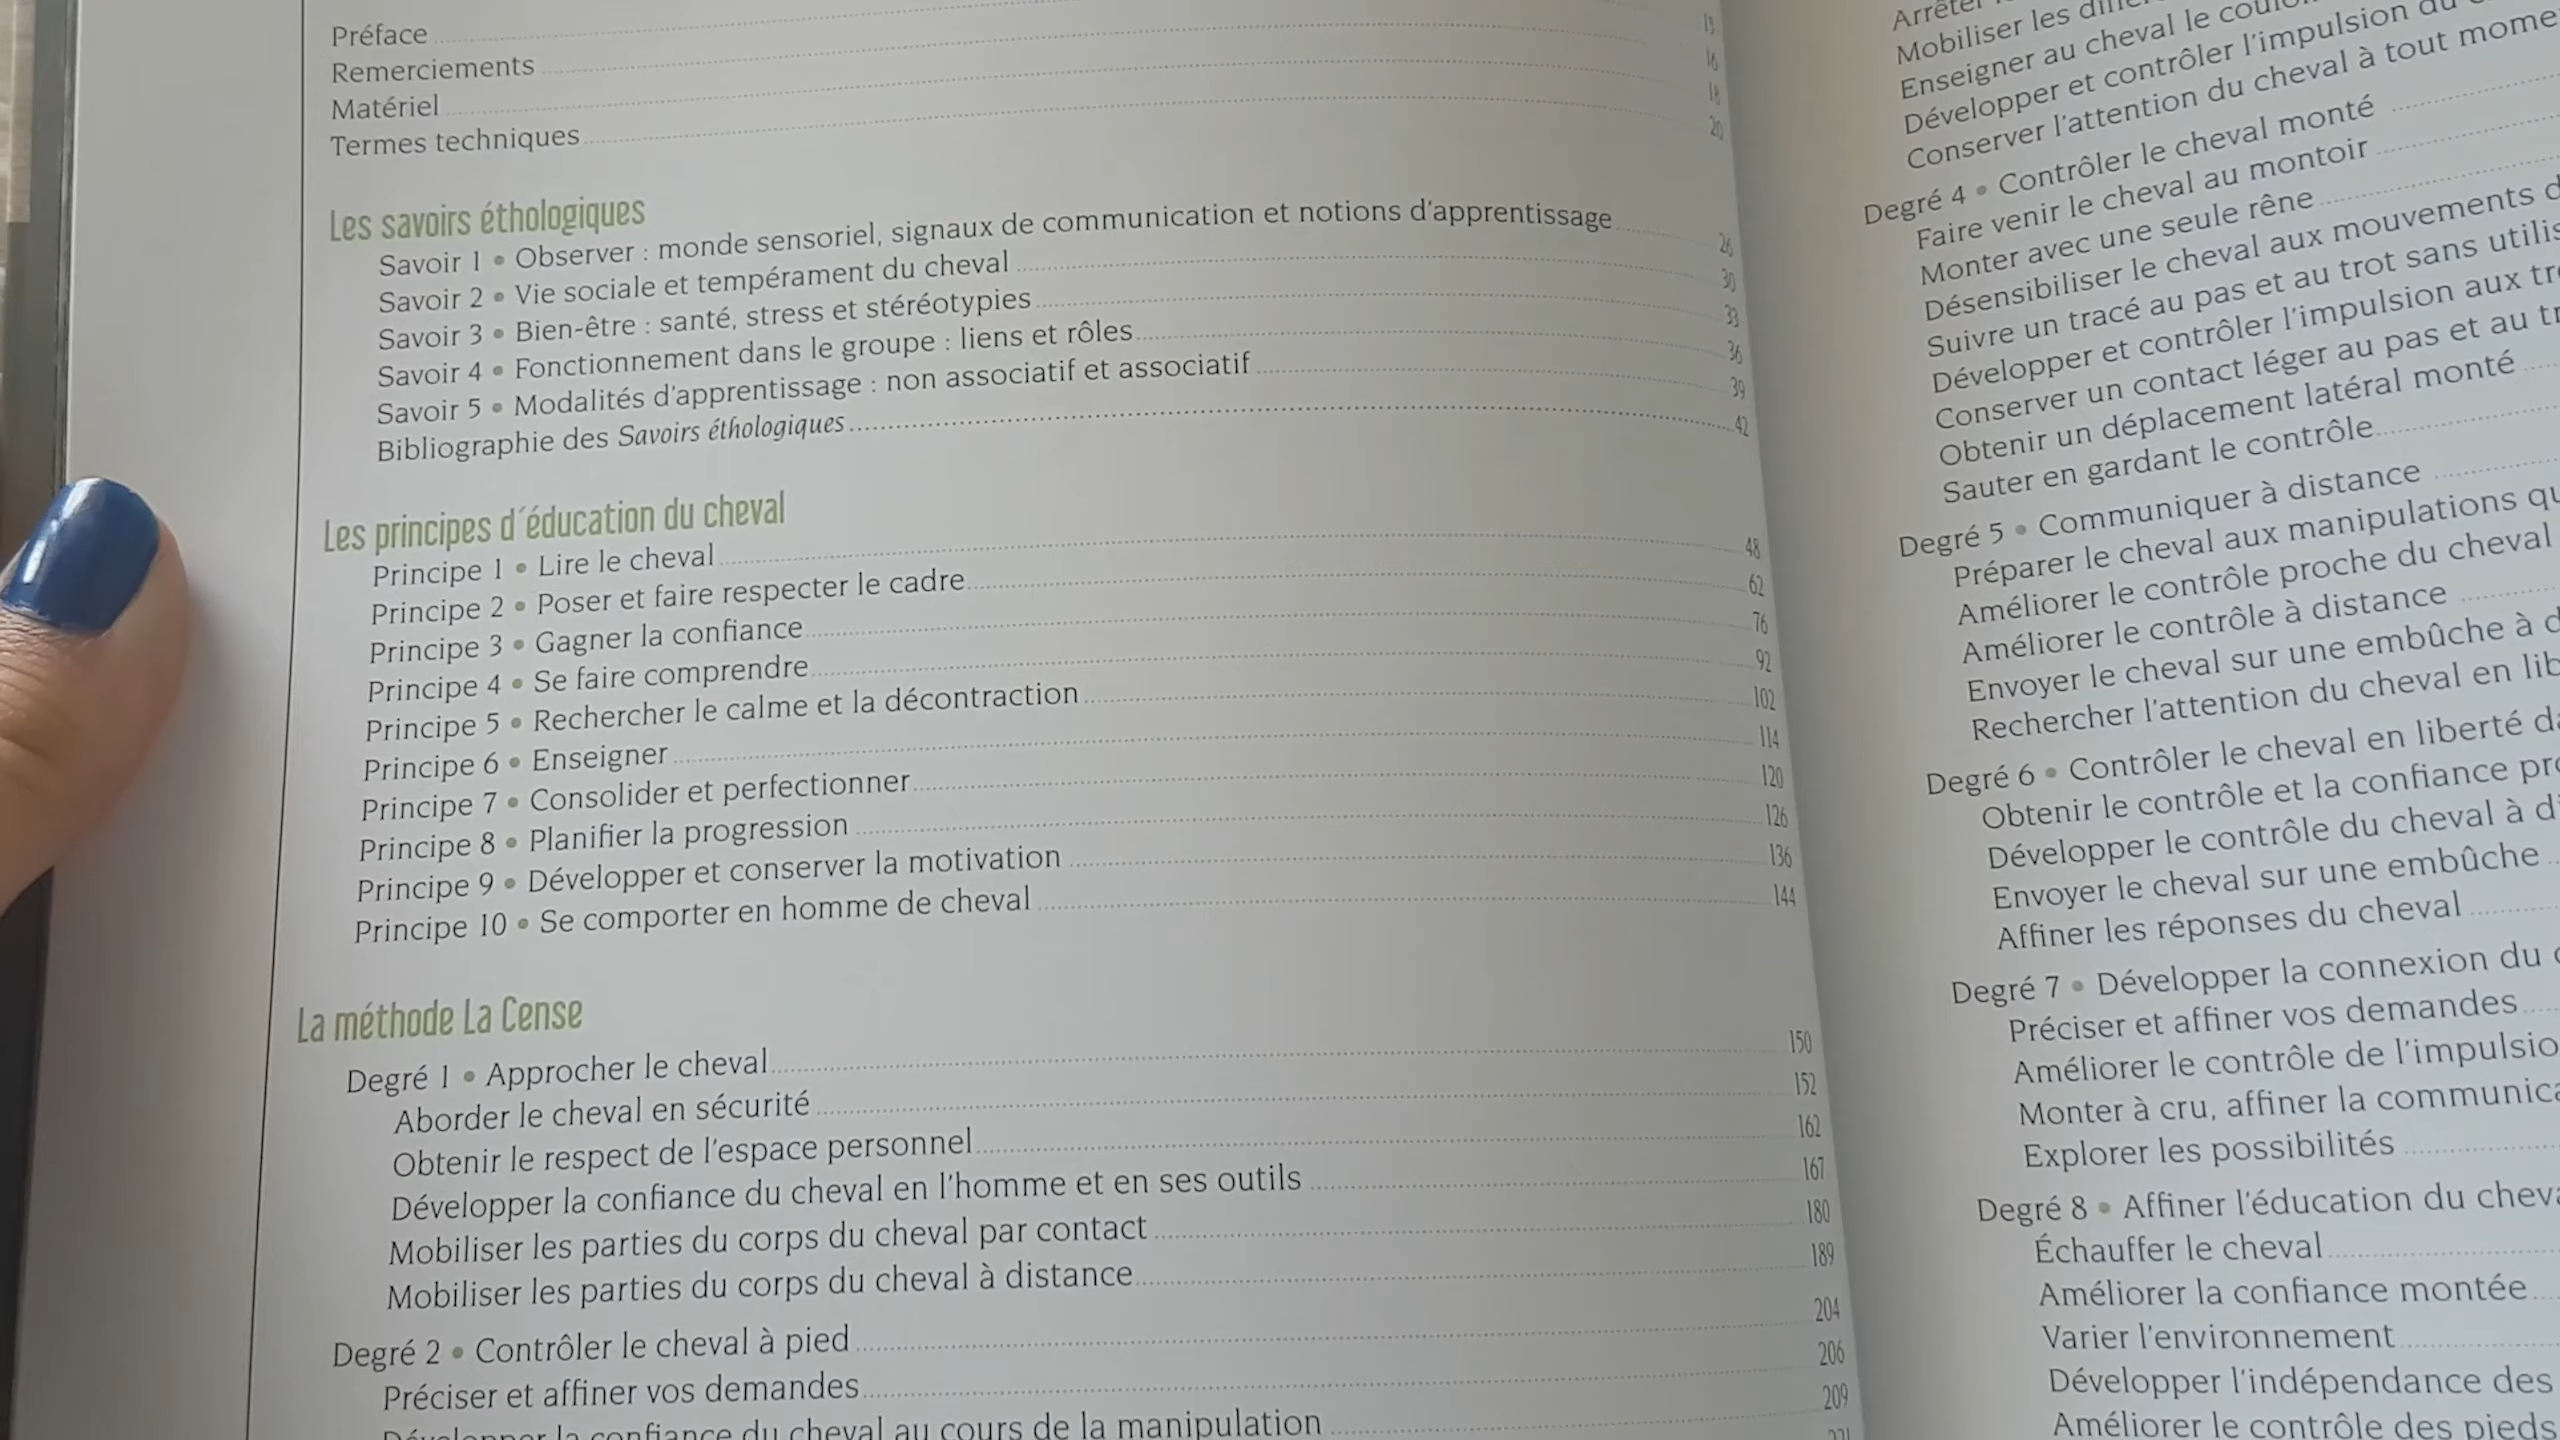 Préface 13
Remerciements 16
Matériel 18
Termes techniques 20
Les savoirs éthologiques
Savoir 1 • Observer : monde sensoriel, signaux de communication et notions d'apprentissage 26
Savoir 2 • Vie sociale et tempérament du cheval 30
Savoir 3 • Bien-être : santé, stress et stéréotypies 33
Savoir 4 • Fonctionnement dans le groupe : liens et rôles 36
Savoir 5 • Modalités d'apprentissage : non associatif et associatif 39
Bibliographie des Savoirs éthologiques 42
Les principes d'éducation du cheval
Principe 1 • Lire le cheval 48
Principe 2 • Poser et faire respecter le cadre 62
Principe 3 • Gagner la confiance 76
Principe 4 • Se faire comprendre 92
Principe 5 • Rechercher le calme et la décontraction 102
Principe 6 • Enseigner 114
Principe 7 • Consolider et perfectionner 120
Principe 8 • Planifier la progression 126
Principe 9 • Développer et conserver la motivation 136
Principe 10 • Se comporter en homme de cheval 144
La méthode La Cense
Degré 1 • Approcher le cheval 150
Aborder le cheval en sécurité 152
Obtenir le respect de l'espace personnel 162
Développer la confiance du cheval en l'homme et en ses outils 167
Mobiliser les parties du corps du cheval par contact 180
Mobiliser les parties du corps du cheval à distance 189
Degré 2 • Contrôler le cheval à pied 204
Préciser et affiner vos demandes 206
Développer la confiance du cheval au cours de la manipulation 209
Arrêter
Mobiliser les
Enseigner au cheval le
Développer et contrôler l'impulsion du
Conserver l'attention du cheval à tout
Degré 4 • Contrôler le cheval monté
Faire venir le cheval au montoir
Monter avec une seule rêne
Désensibiliser le cheval aux mouvements
Suivre un tracé au pas et au trot sans
Développer et contrôler l'impulsion aux
Conserver un contact léger au pas et au
Obtenir un déplacement latéral monté
Sauter en gardant le contrôle
Degré 5 • Communiquer à distance
Préparer le cheval aux manipulations
Améliorer le contrôle proche du cheval
Améliorer le contrôle à distance
Envoyer le cheval sur une embûche à
Rechercher l'attention du cheval en
Degré 6 • Contrôler le cheval en liberté
Obtenir le contrôle et la confiance
Développer le contrôle du cheval à
Envoyer le cheval sur une embûche
Affiner les réponses du cheval
Degré 7 • Développer la connexion du
Préciser et affiner vos demandes
Améliorer le contrôle de
Monter à cru, affiner la
Explorer les possibilités
Degré 8 • Affiner l'éducation du
Échauffer le cheval
Améliorer la confiance montée
Varier l'environnement
Développer l'indépendance des
Améliorer le contrôle des pieds